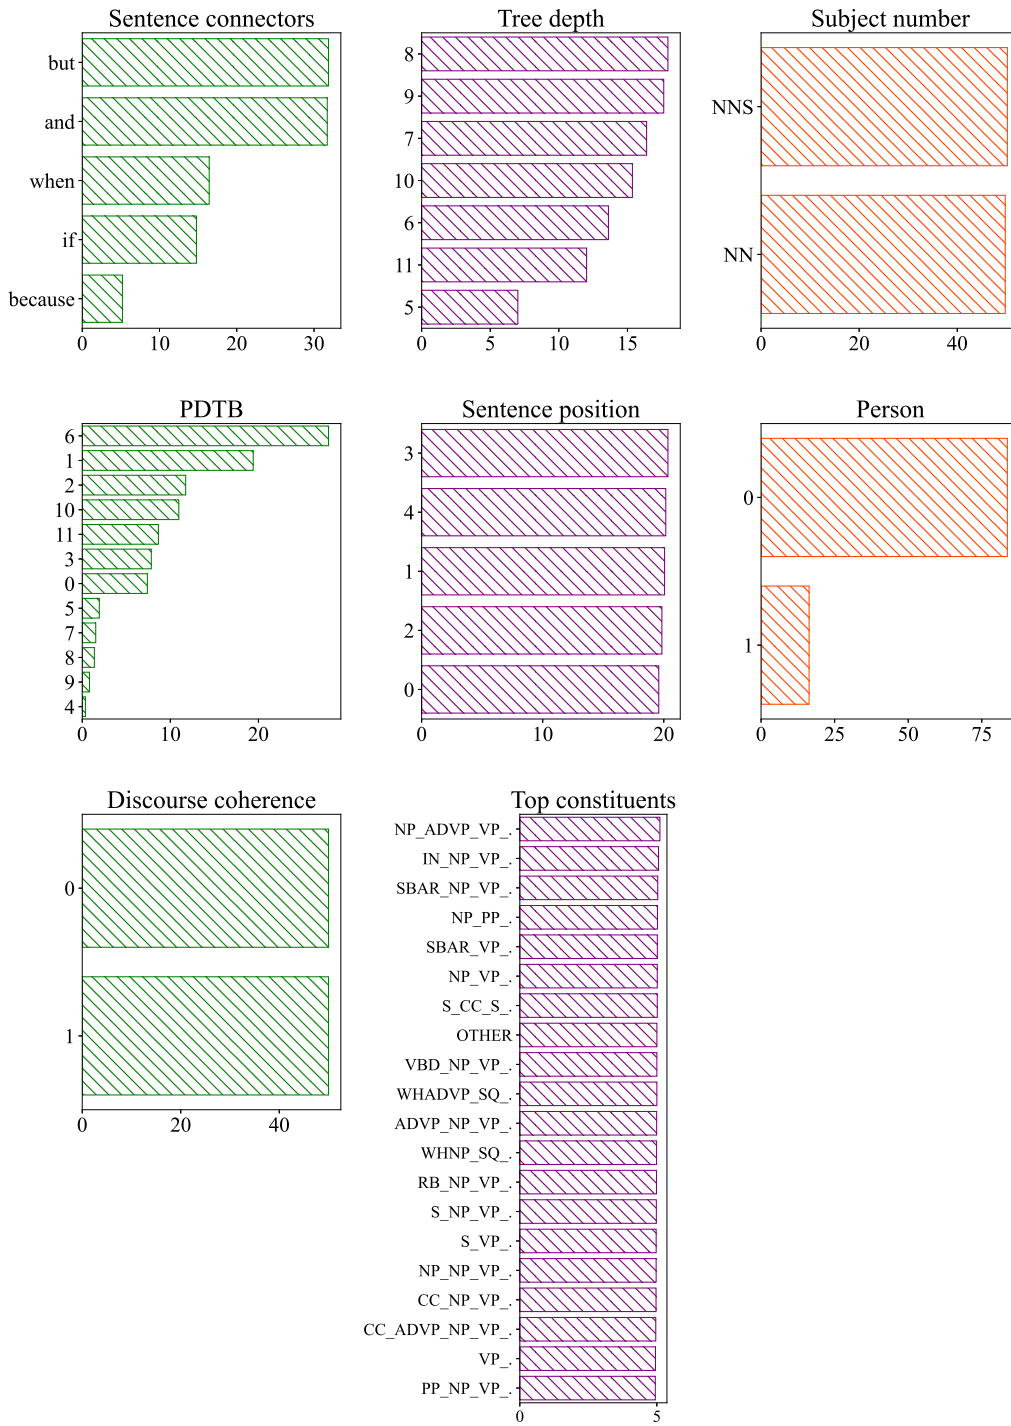 Sentence connectors
but
and
when
if
because
0 10 20 30
Tree depth
8
9
7
10
6
11
5
0 5 10 15
Subject number
NNS
NN
0 20 40
PDTB
6
1
2
10
11
3
0
5
7
8
9
4
0 10 20
Sentence position
3
4
1
2
0
0 10 20
Person
0
1
0 25 50 75
Discourse coherence
0
1
0 20 40
Top constituents
NP_ADVP_VP_.
IN_NP_VP_.
SBAR_NP_VP_.
NP_PP_.
SBAR_VP_.
NP_VP_.
S_CC_S_.
OTHER
VBD_NP_VP_.
WHADVP_SQ_.
ADVP_NP_VP_.
WHNP_SQ_.
RB_NP_VP_.
S_NP_VP_.
S_VP_.
NP_NP_VP_.
CC_NP_VP_.
CC_ADVP_NP_VP_.
VP_.
PP_NP_VP_.
0 5